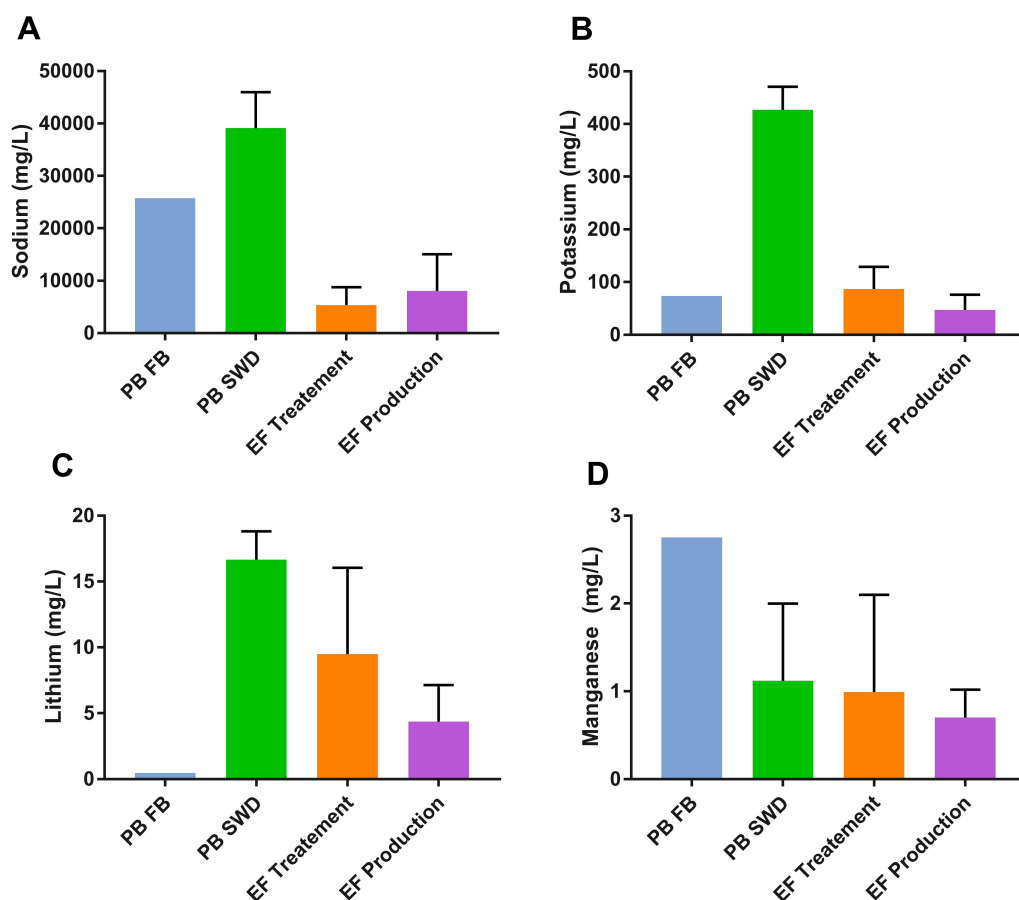 A
Sodium (mg/L)
50000
40000
30000
20000
10000
0
PB FB
PB SWD
EF Treatement
EF Production
B
Potassium (mg/L)
500
400
300
200
100
0
PB FB
PB SWD
EF Treatement
EF Production
C
Lithium (mg/L)
20
15
10
5
0
PB FB
PB SWD
EF Treatement
EF Production
D
Manganese (mg/L)
3
2
1
0
PB FB
PB SWD
EF Treatement
EF Production